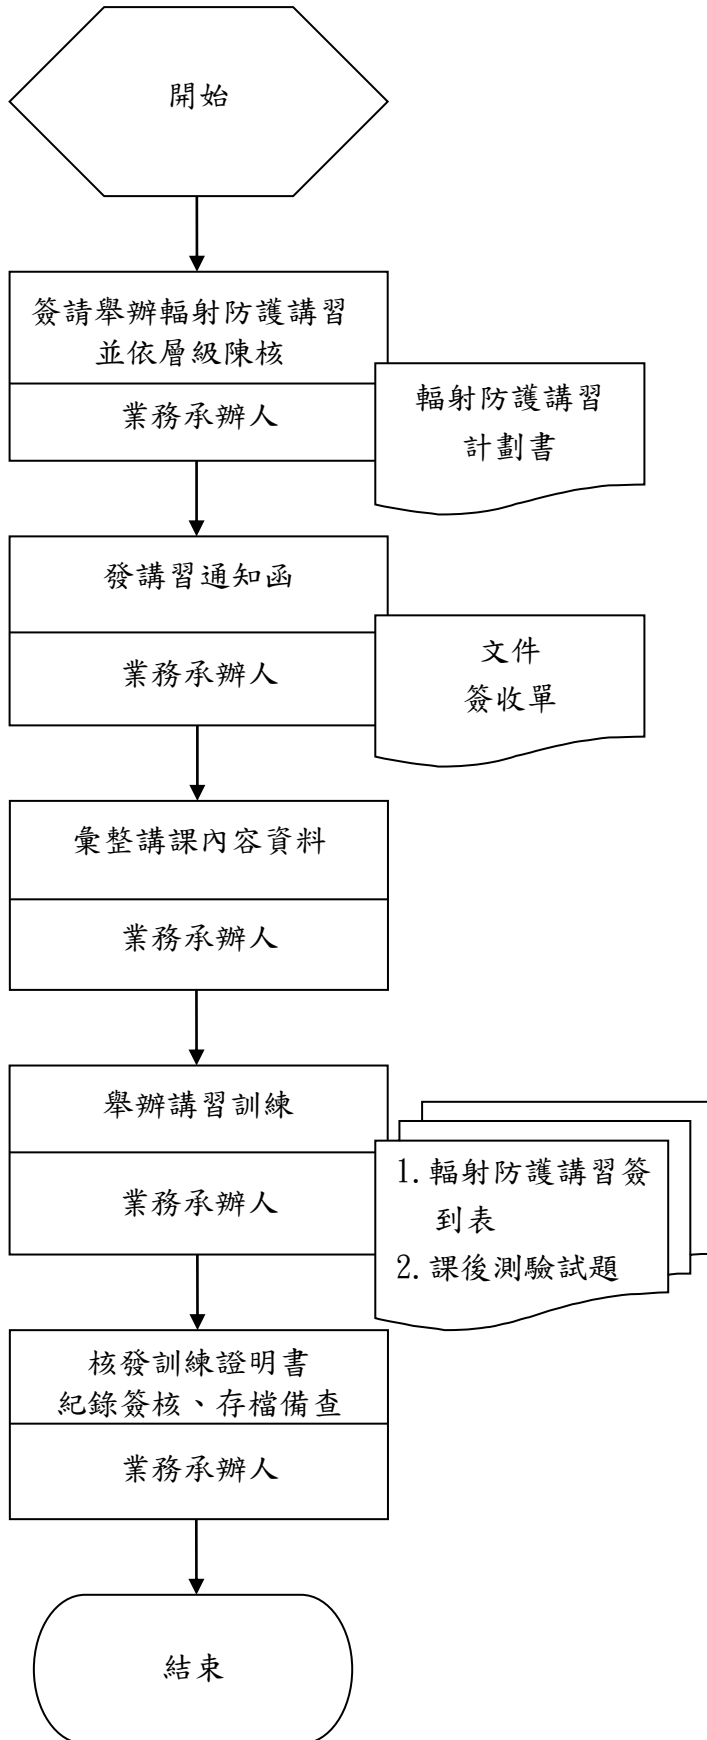 開始
簽請舉辦輻射防護講習
並依層級陳核
業務承辦人
輻射防護講習
計劃書
發講習通知函
業務承辦人
文件
簽收單
彙整講課內容資料
業務承辦人
舉辦講習訓練
業務承辦人
1.輻射防護講習簽
到表
2.課後測驗試題
核發訓練證明書
紀錄簽核、存檔備查
業務承辦人
結束